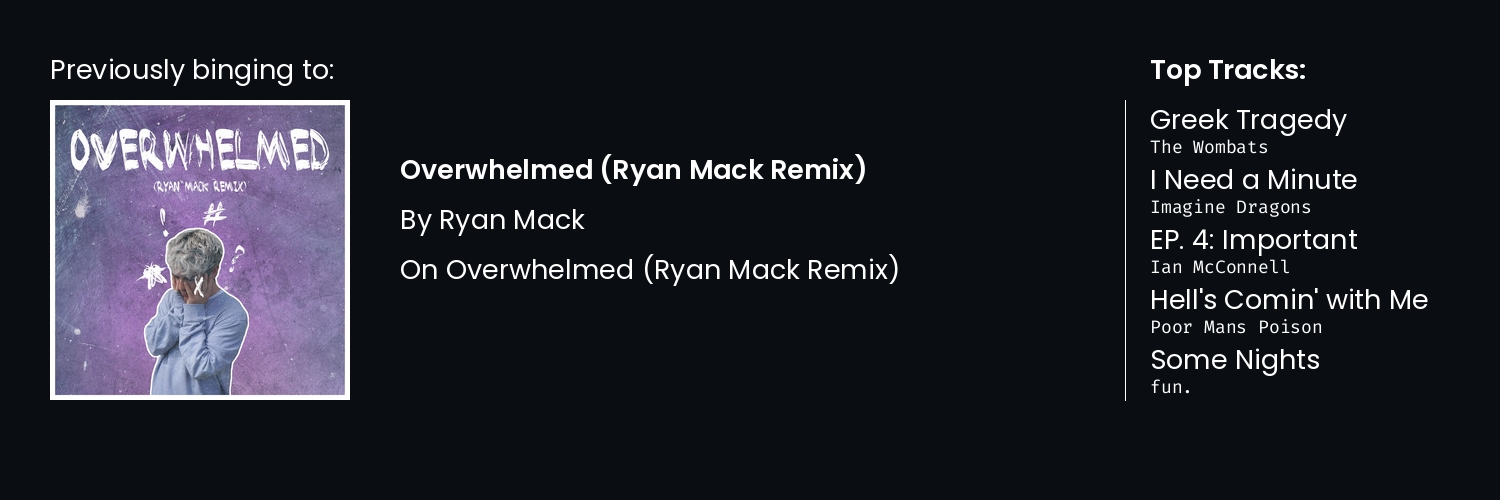 Previously binging to:
OVERWHELMED
(RYAN MACK REMIX)
Overwhelmed (Ryan Mack Remix)
By Ryan Mack
On Overwhelmed (Ryan Mack Remix)
Top Tracks:
Greek Tragedy
The Wombats
I Need a Minute
Imagine Dragons
EP. 4: Important
Ian McConnell
Hell's Comin' with Me
Poor Mans Poison
Some Nights
fun.